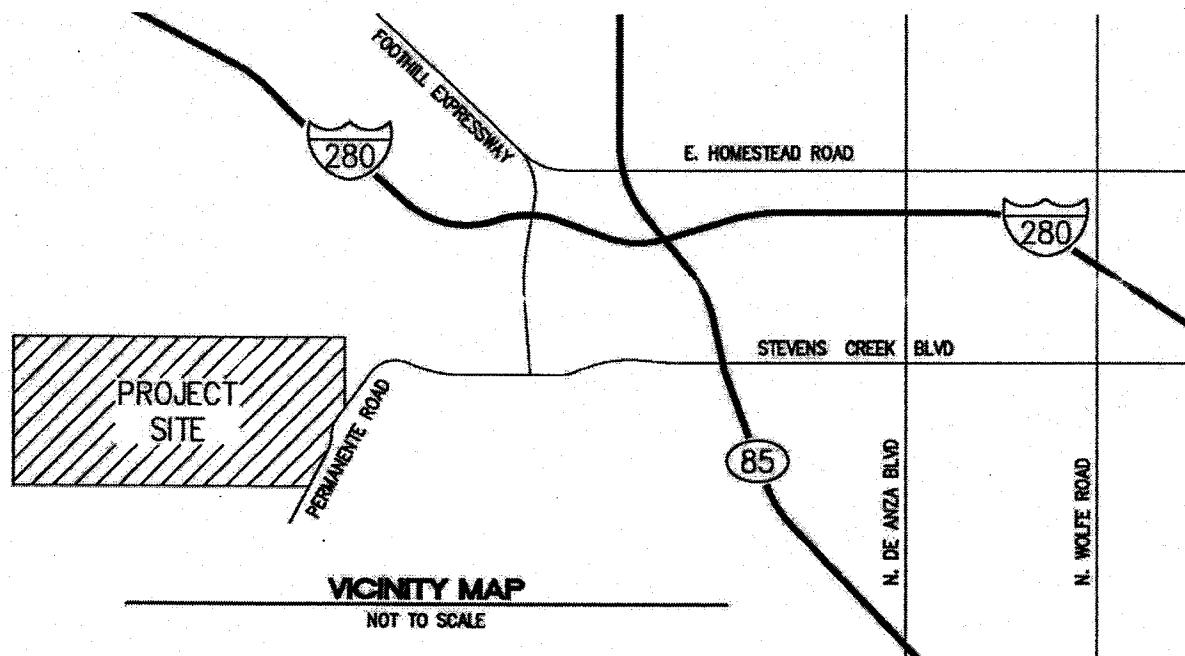 FOOTHILL EXPRESSWAY
280
E. HOMESTEAD ROAD
280
STEVENS CREEK BLVD
PROJECT
SITE
PERMANENTE ROAD
85
N. DE ANZA BLVD
N. WOLFE ROAD
VICINITY MAP
NOT TO SCALE